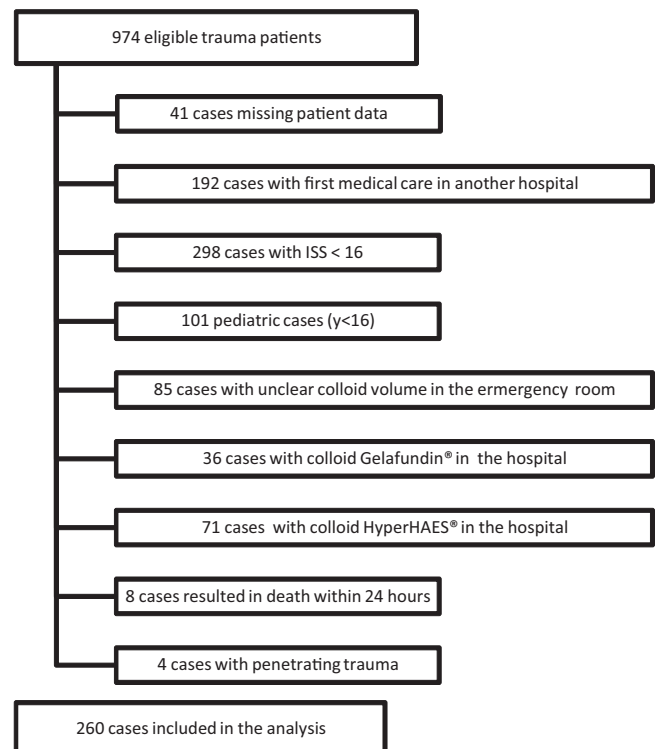 974 eligible trauma patients
41 cases missing patient data
192 cases with first medical care in another hospital
298 cases with ISS < 16
101 pediatric cases (y<16)
85 cases with unclear colloid volume in the ermergency room
36 cases with colloid Gelafundin® in the hospital
71 cases with colloid HyperHAES® in the hospital
8 cases resulted in death within 24 hours
4 cases with penetrating trauma
260 cases included in the analysis